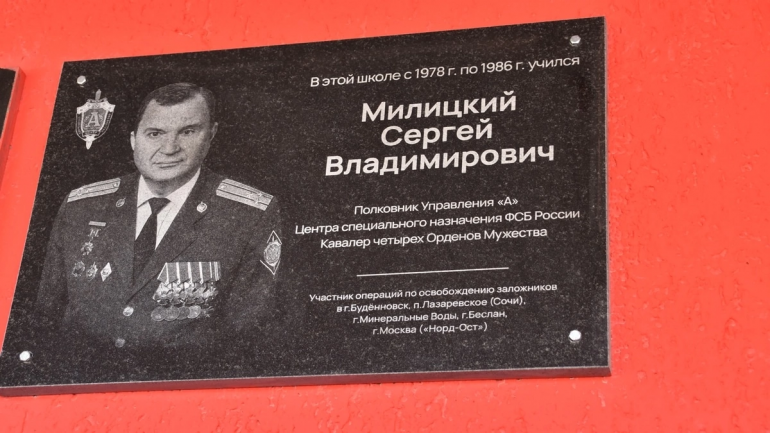 В этой школе с 1978 г. по 1986 г. учился
Милицкий
Сергей
Владимирович
Полковник Управления «А»
Центра специального назначения ФСБ России
Кавалер четырех Орденов Мужества
Участник операций по освобождению заложников
в г.Будённовск, п.Лазаревское (Сочи),
г.Минеральные Воды, г.Беслан,
г.Москва («Норд-Ост»)
А